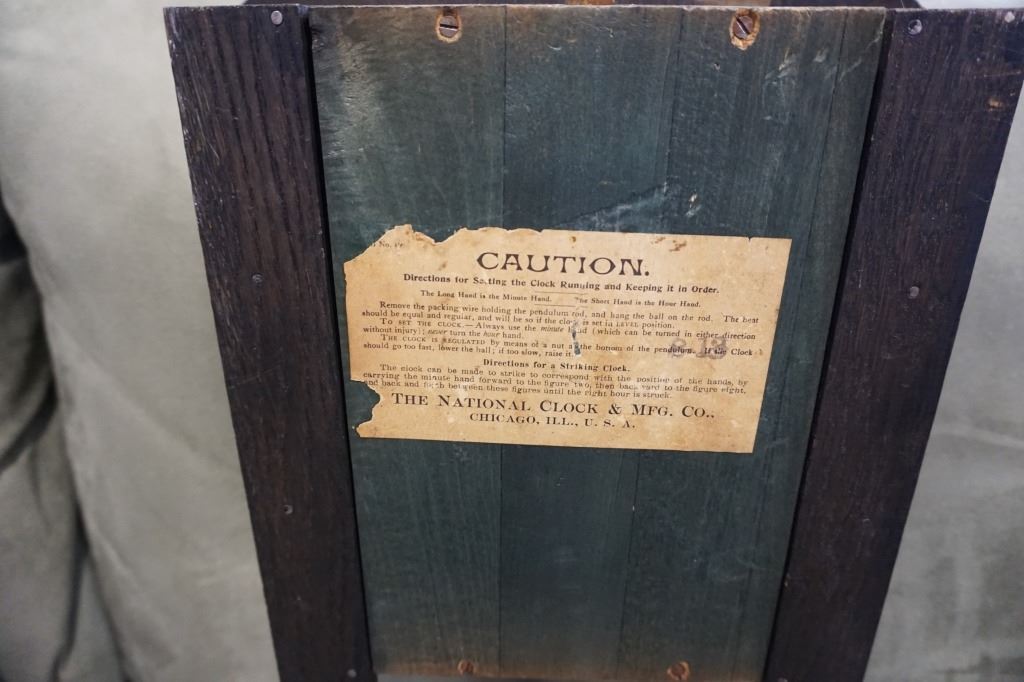 No.
CAUTION.
Directions for Setting the Clock Running and Keeping it in Order.
The Long Hand is the Minute Hand. The Short Hand is the Hour Hand.
Remove the packing wire holding the pendulum rod, and hang the ball on the rod. The beat
should be equal and regular, and will be so if the clock is set in LEVEL position.
TO SET THE CLOCK.—Always use the minute hand (which can be turned in either direction
without injury); never turn the hour hand.
THE CLOCK IS REGULATED by means of a nut at the bottom of the pendulum. If the Clock
should go too fast, lower the ball; if too slow, raise it.
Directions for a Striking Clock.
The clock can be made to strike to correspond with the position of the hands, by
carrying the minute hand forward to the figure two, then backward to the figure eight,
and back and forth between these figures until the right hour is struck.
THE NATIONAL CLOCK & MFG. CO.,
CHICAGO, ILL., U. S. A.